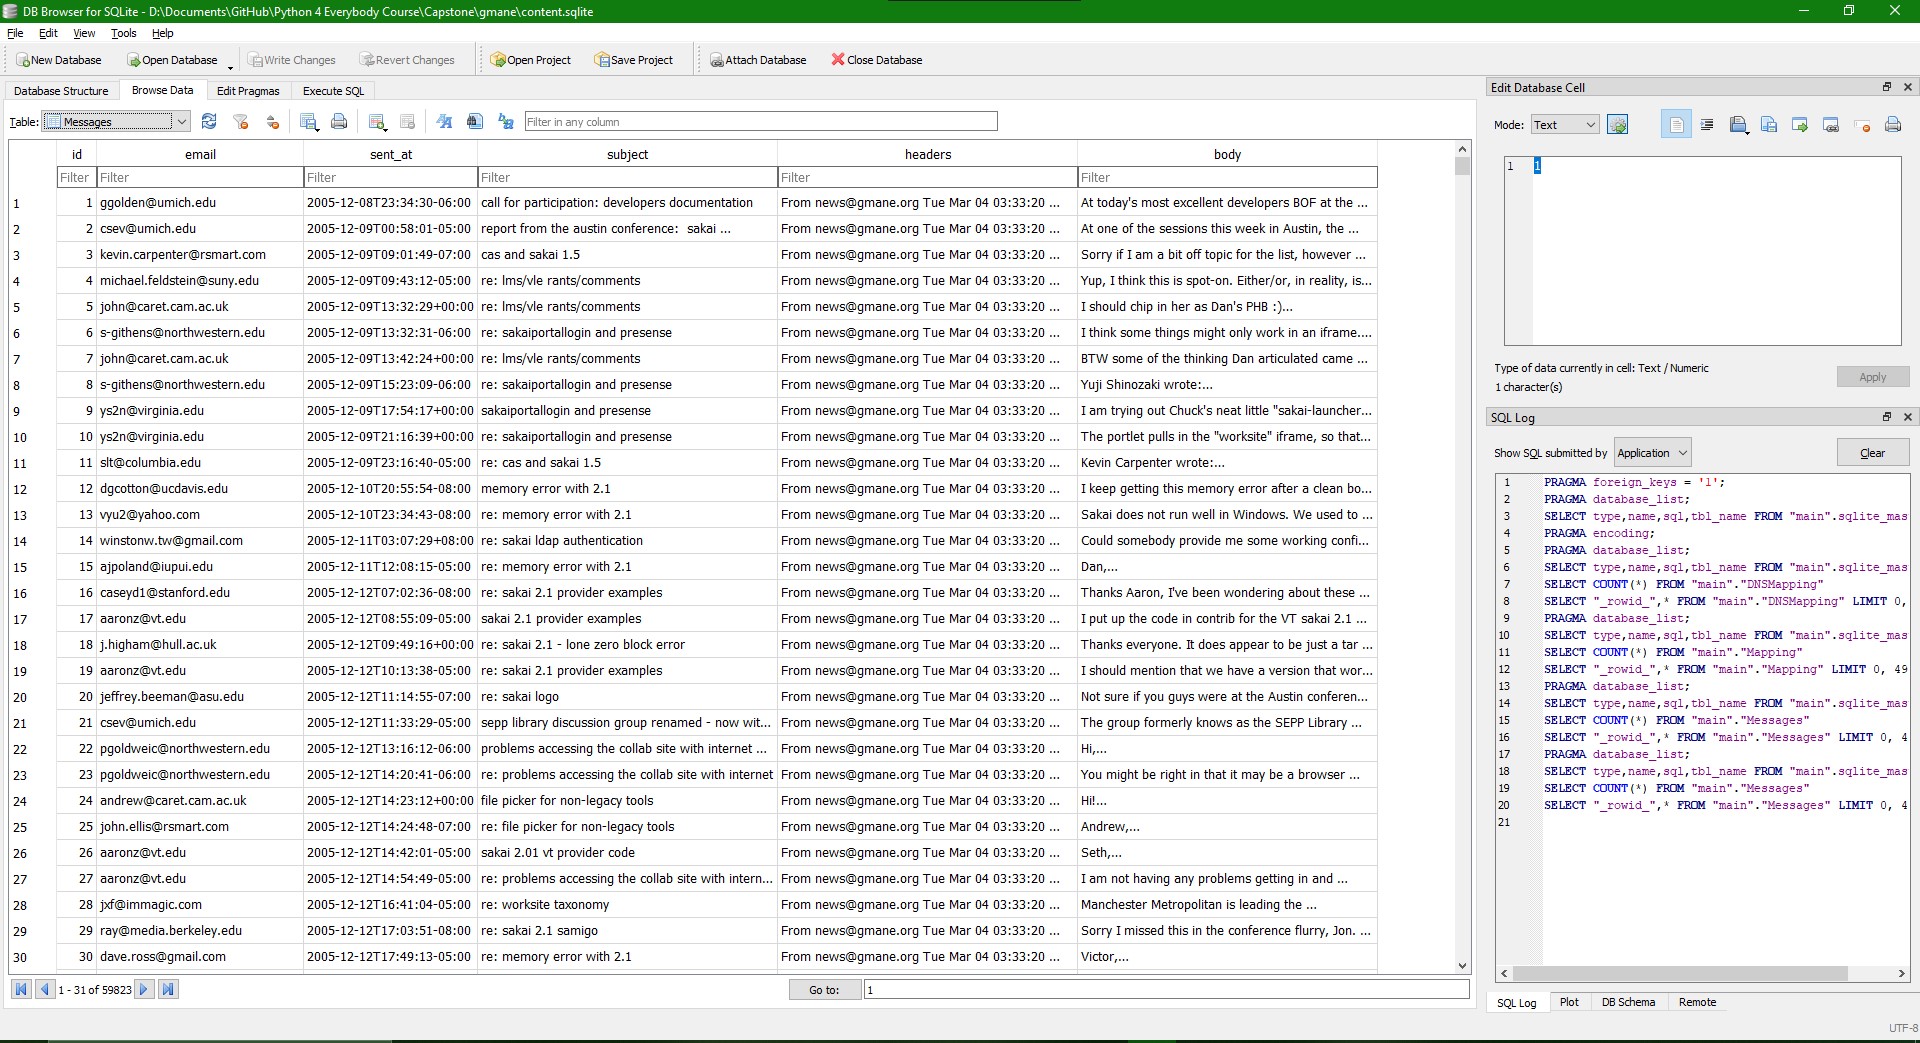 DB Browser for SQLite - D:\Documents\GitHub\Python 4 Everybody Course\Capstone\gmane\content.sqlite
File Edit View Tools Help
New Database Open Database Write Changes Revert Changes Open Project Save Project Attach Database Close Database
Database Structure Browse Data Edit Pragmas Execute SQL
Table: Messages Filter in any column
id email sent_at subject headers body
Filter Filter Filter Filter Filter Filter
1 1 ggolden@umich.edu 2005-12-08T23:34:30-06:00 call for participation: developers documentation From news@gmane.org Tue Mar 04 03:33:20 ... At today's most excellent developers BOF at the ...
2 2 csev@umich.edu 2005-12-09T00:58:01-05:00 report from the austin conference:  sakai ... From news@gmane.org Tue Mar 04 03:33:20 ... At one of the sessions this week in Austin, the ...
3 3 kevin.carpenter@rsmart.com 2005-12-09T09:01:49-07:00 cas and sakai 1.5 From news@gmane.org Tue Mar 04 03:33:20 ... Sorry if I am a bit off topic for the list, however ...
4 4 michael.feldstein@suny.edu 2005-12-09T09:43:12-05:00 re: lms/vle rants/comments From news@gmane.org Tue Mar 04 03:33:20 ... Yup, I think this is spot-on. Either/or, in reality, is...
5 5 john@caret.cam.ac.uk 2005-12-09T13:32:29+00:00 re: lms/vle rants/comments From news@gmane.org Tue Mar 04 03:33:20 ... I should chip in her as Dan's PHB :)...
6 6 s-githens@northwestern.edu 2005-12-09T13:32:31-06:00 re: sakaiportallogin and presense From news@gmane.org Tue Mar 04 03:33:20 ... I think some things might only work in an iframe....
7 7 john@caret.cam.ac.uk 2005-12-09T13:42:24+00:00 re: lms/vle rants/comments From news@gmane.org Tue Mar 04 03:33:20 ... BTW some of the thinking Dan articulated came ...
8 8 s-githens@northwestern.edu 2005-12-09T15:23:09-06:00 re: sakaiportallogin and presense From news@gmane.org Tue Mar 04 03:33:20 ... Yuji Shinozaki wrote:...
9 9 ys2n@virginia.edu 2005-12-09T17:54:17+00:00 sakaiportallogin and presense From news@gmane.org Tue Mar 04 03:33:20 ... I am trying out Chuck's neat little "sakai-launcher...
10 10 ys2n@virginia.edu 2005-12-09T21:16:39+00:00 re: sakaiportallogin and presense From news@gmane.org Tue Mar 04 03:33:20 ... The portlet pulls in the "worksite" iframe, so that...
11 11 slt@columbia.edu 2005-12-09T23:16:40-05:00 re: cas and sakai 1.5 From news@gmane.org Tue Mar 04 03:33:20 ... Kevin Carpenter wrote:...
12 12 dgcotton@ucdavis.edu 2005-12-10T20:55:54-08:00 memory error with 2.1 From news@gmane.org Tue Mar 04 03:33:20 ... I keep getting this memory error after a clean bo...
13 13 vyu2@yahoo.com 2005-12-10T23:34:43-08:00 re: memory error with 2.1 From news@gmane.org Tue Mar 04 03:33:20 ... Sakai does not run well in Windows. We used to ...
14 14 winstonw.tw@gmail.com 2005-12-11T03:07:29+08:00 re: sakai ldap authentication From news@gmane.org Tue Mar 04 03:33:20 ... Could somebody provide me some working confi...
15 15 ajpoland@iupui.edu 2005-12-11T12:08:15-05:00 re: memory error with 2.1 From news@gmane.org Tue Mar 04 03:33:20 ... Dan,...
16 16 caseyd1@stanford.edu 2005-12-12T07:02:36-08:00 re: sakai 2.1 provider examples From news@gmane.org Tue Mar 04 03:33:20 ... Thanks Aaron, I've been wondering about these ...
17 17 aaronz@vt.edu 2005-12-12T08:55:09-05:00 sakai 2.1 provider examples From news@gmane.org Tue Mar 04 03:33:20 ... I put up the code in contrib for the VT sakai 2.1 ...
18 18 j.higham@hull.ac.uk 2005-12-12T09:49:16+00:00 re: sakai 2.1 - lone zero block error From news@gmane.org Tue Mar 04 03:33:20 ... Thanks everyone. It does appear to be just a tar ...
19 19 aaronz@vt.edu 2005-12-12T10:13:38-05:00 re: sakai 2.1 provider examples From news@gmane.org Tue Mar 04 03:33:20 ... I should mention that we have a version that wor...
20 20 jeffrey.beeman@asu.edu 2005-12-12T11:14:55-07:00 re: sakai logo From news@gmane.org Tue Mar 04 03:33:20 ... Not sure if you guys were at the Austin conferen...
21 21 csev@umich.edu 2005-12-12T11:33:29-05:00 sepp library discussion group renamed - now wit... From news@gmane.org Tue Mar 04 03:33:20 ... The group formerly knows as the SEPP Library ...
22 22 pgoldweic@northwestern.edu 2005-12-12T13:16:12-06:00 problems accessing the collab site with internet ... From news@gmane.org Tue Mar 04 03:33:20 ... Hi,...
23 23 pgoldweic@northwestern.edu 2005-12-12T14:20:41-06:00 re: problems accessing the collab site with internet From news@gmane.org Tue Mar 04 03:33:20 ... You might be right in that it may be a browser ...
24 24 andrew@caret.cam.ac.uk 2005-12-12T14:23:12+00:00 file picker for non-legacy tools From news@gmane.org Tue Mar 04 03:33:20 ... Hi!...
25 25 john.ellis@rsmart.com 2005-12-12T14:24:48-07:00 re: file picker for non-legacy tools From news@gmane.org Tue Mar 04 03:33:20 ... Andrew,...
26 26 aaronz@vt.edu 2005-12-12T14:42:01-05:00 sakai 2.01 vt provider code From news@gmane.org Tue Mar 04 03:33:20 ... Seth,...
27 27 aaronz@vt.edu 2005-12-12T14:54:49-05:00 re: problems accessing the collab site with intern... From news@gmane.org Tue Mar 04 03:33:20 ... I am not having any problems getting in and ...
28 28 jxf@immagic.com 2005-12-12T16:41:04-05:00 re: worksite taxonomy From news@gmane.org Tue Mar 04 03:33:20 ... Manchester Metropolitan is leading the ...
29 29 ray@media.berkeley.edu 2005-12-12T17:03:51-08:00 re: sakai 2.1 samigo From news@gmane.org Tue Mar 04 03:33:20 ... Sorry I missed this in the conference flurry, Jon. ...
30 30 dave.ross@gmail.com 2005-12-12T17:49:13-05:00 re: memory error with 2.1 From news@gmane.org Tue Mar 04 03:33:20 ... Victor,...
1 - 31 of 59823 Go to: 1
Edit Database Cell
Mode: Text
1 1
Type of data currently in cell: Text / Numeric
1 character(s)
Apply
SQL Log
Show SQL submitted by Application Clear
1 PRAGMA foreign_keys = '1';
2 PRAGMA database_list;
3 SELECT type,name,sql,tbl_name FROM "main".sqlite_mas
4 PRAGMA encoding;
5 PRAGMA database_list;
6 SELECT type,name,sql,tbl_name FROM "main".sqlite_mas
7 SELECT COUNT(*) FROM "main"."DNSMapping"
8 SELECT "_rowid_",* FROM "main"."DNSMapping" LIMIT 0,
9 PRAGMA database_list;
10 SELECT type,name,sql,tbl_name FROM "main".sqlite_mas
11 SELECT COUNT(*) FROM "main"."Mapping"
12 SELECT "_rowid_",* FROM "main"."Mapping" LIMIT 0, 49
13 PRAGMA database_list;
14 SELECT type,name,sql,tbl_name FROM "main".sqlite_mas
15 SELECT COUNT(*) FROM "main"."Messages"
16 SELECT "_rowid_",* FROM "main"."Messages" LIMIT 0, 4
17 PRAGMA database_list;
18 SELECT type,name,sql,tbl_name FROM "main".sqlite_mas
19 SELECT COUNT(*) FROM "main"."Messages"
20 SELECT "_rowid_",* FROM "main"."Messages" LIMIT 0, 4
21
SQL Log Plot DB Schema Remote
UTF-8